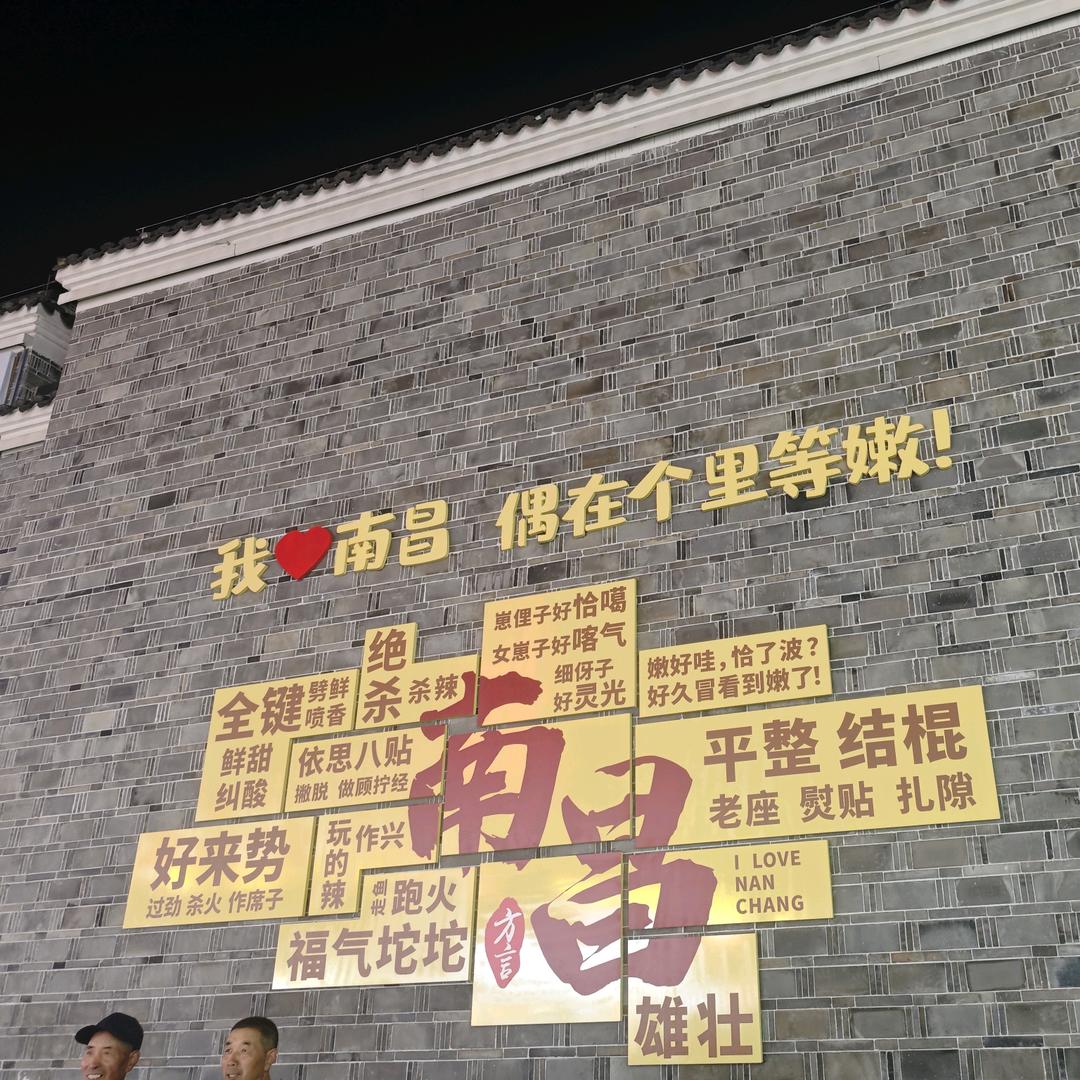 我❤南昌 偶在个里等嫩!
崽俚子好恰噶
女崽子好喀气
细伢子
好灵光
嫩好哇,恰了波?
好久冒看到嫩了!
绝杀
杀辣
全键
劈鲜
喷香
鲜甜
纠酸
依思八贴
撇脱 做顾拧经
平整 结棍
老座 熨贴 扎隙
好来势
过劲 杀火 作席子
玩的辣
作兴
跑火
福气坨坨
南昌
方言
I LOVE
NAN
CHANG
雄壮